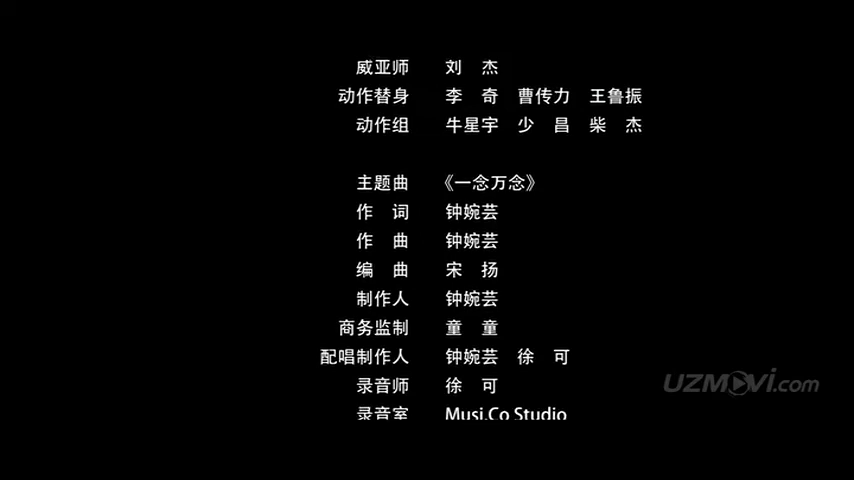 威亚师 刘 杰
动作替身 李 奇 曹传力 王鲁振
动作组 牛星宇 少 昌 柴 杰
主题曲 《一念万念》
作 词 钟婉芸
作 曲 钟婉芸
编 曲 宋 扬
制作人 钟婉芸
商务监制 童 童
配唱制作人 钟婉芸 徐 可
录音师 徐 可
录音室 Musi.Co Studio
UZMOVi.com